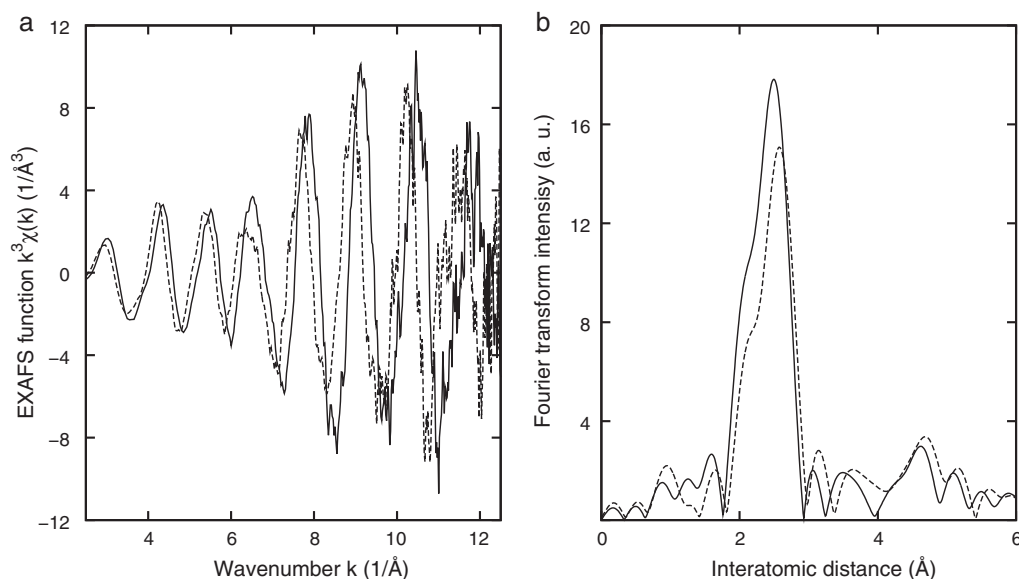 a
12
8
4
0
−4
−8
−12
EXAFS function k³χ(k) (1/Å³)
4 6 8 10 12
Wavenumber k (1/Å)
b
20
16
12
8
4
Fourier transform intensisy (a. u.)
0 2 4 6
Interatomic distance (Å)